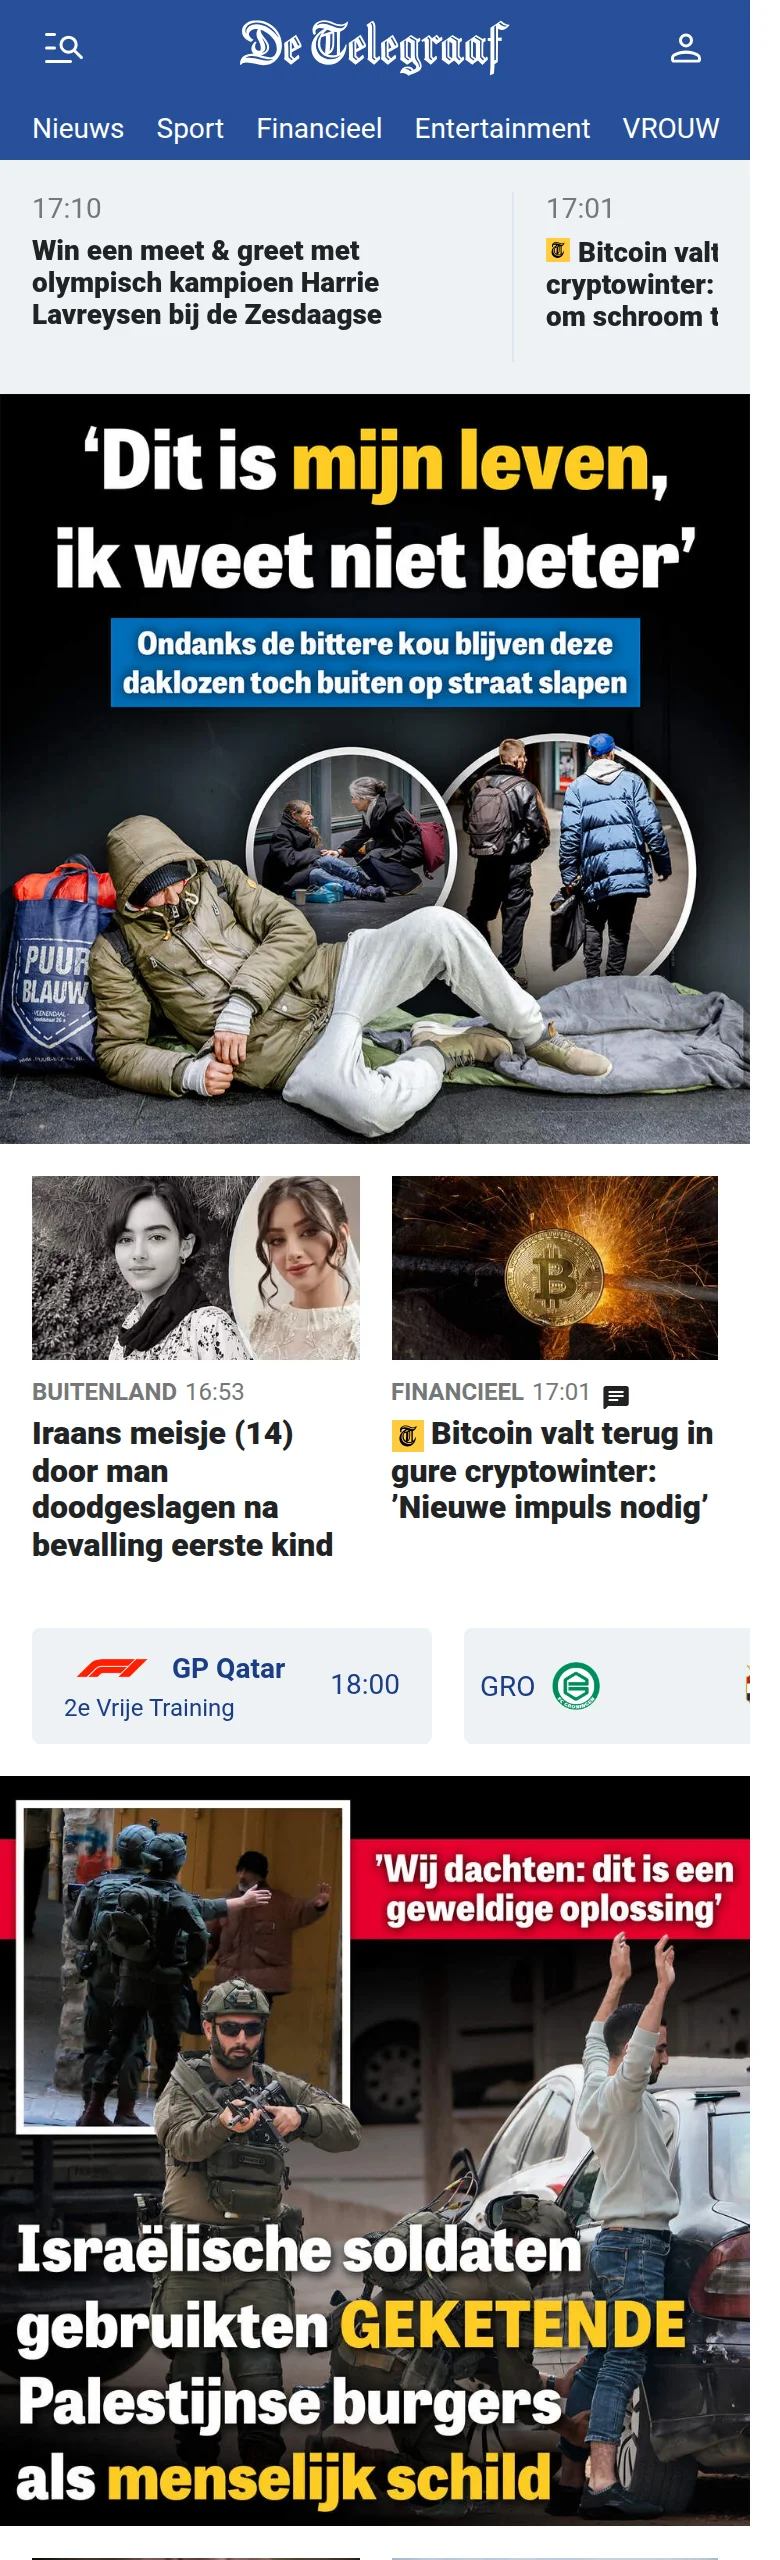 De Telegraaf
Nieuws Sport Financieel Entertainment VROUW
17:10
Win een meet & greet met
olympisch kampioen Harrie
Lavreysen bij de Zesdaagse
17:01
Bitcoin valt
cryptowinter:
om schroom t
‘Dit is mijn leven,
ik weet niet beter’
Ondanks de bittere kou blijven deze
daklozen toch buiten op straat slapen
PUUR
BLAUW
VEENENDAAL
BUITENLAND 16:53
Iraans meisje (14)
door man
doodgeslagen na
bevalling eerste kind
FINANCIEEL 17:01
Bitcoin valt terug in
gure cryptowinter:
’Nieuwe impuls nodig’
GP Qatar
2e Vrije Training
18:00
GRO
’Wij dachten: dit is een
geweldige oplossing’
Israëlische soldaten
gebruikten GEKETENDE
Palestijnse burgers
als menselijk schild